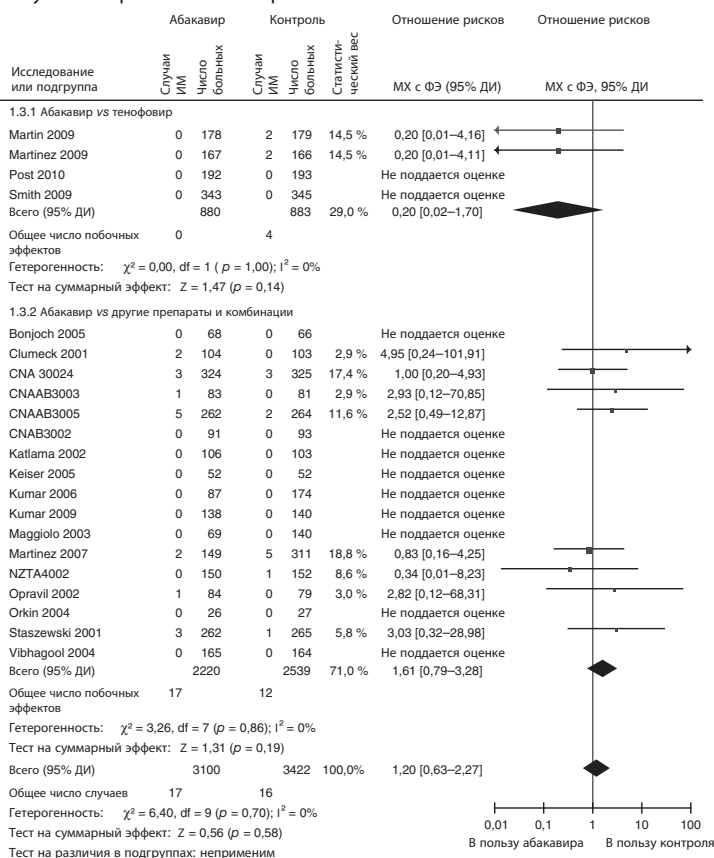 Абакавир Контроль Отношение рисков Отношение рисков
Исследование или подгруппа Случаи ИМ Число больных Случаи ИМ Число больных Статисти-ческий вес МХ с ФЭ (95% ДИ) МХ с ФЭ, 95% ДИ
1.3.1 Абакавир vs тенофовир
Martin 2009 0 178 2 179 14,5 % 0,20 [0,01–4,16]
Martinez 2009 0 167 2 166 14,5 % 0,20 [0,01–4,11]
Post 2010 0 192 0 193 Не поддается оценке
Smith 2009 0 343 0 345 Не поддается оценке
Всего (95% ДИ) 880 883 29,0 % 0,20 [0,02–1,70]
Общее число побочных 0 4
эффектов
Гетерогенность: χ² = 0,00, df = 1 ( p = 1,00); I² = 0%
Тест на суммарный эффект: Z = 1,47 (p = 0,14)
1.3.2 Абакавир vs другие препараты и комбинации
Bonjoch 2005 0 68 0 66 Не поддается оценке
Clumeck 2001 2 104 0 103 2,9 % 4,95 [0,24–101,91]
CNA 30024 3 324 3 325 17,4 % 1,00 [0,20–4,93]
CNAAB3003 1 83 0 81 2,9 % 2,93 [0,12–70,85]
CNAAB3005 5 262 2 264 11,6 % 2,52 [0,49–12,87]
CNAB3002 0 91 0 93 Не поддается оценке
Katlama 2002 0 106 0 103 Не поддается оценке
Keiser 2005 0 52 0 52 Не поддается оценке
Kumar 2006 0 87 0 174 Не поддается оценке
Kumar 2009 0 138 0 140 Не поддается оценке
Maggiolo 2003 0 69 0 140 Не поддается оценке
Martinez 2007 2 149 5 311 18,8 % 0,83 [0,16–4,25]
NZTA4002 0 150 1 152 8,6 % 0,34 [0,01–8,23]
Opravil 2002 1 84 0 79 3,0 % 2,82 [0,12–68,31]
Orkin 2004 0 26 0 27 Не поддается оценке
Staszewski 2001 3 262 1 265 5,8 % 3,03 [0,32–28,98]
Vibhagool 2004 0 165 0 164 Не поддается оценке
Всего (95% ДИ) 2220 2539 71,0 % 1,61 [0,79–3,28]
Общее число побочных 17 12
эффектов
Гетерогенность: χ² = 3,26, df = 7 (p = 0,86); I² = 0%
Тест на суммарный эффект: Z = 1,31 (p = 0,19)
Всего (95% ДИ) 3100 3422 100,0% 1,20 [0,63–2,27]
Общее число случаев 17 16
Гетерогенность: χ² = 6,40, df = 9 (p = 0,70); I² = 0%
Тест на суммарный эффект: Z = 0,56 (p = 0,58)
Тест на различия в подгруппах: неприменим
0,01 0,1 1 10 100
В пользу абакавира В пользу контроля